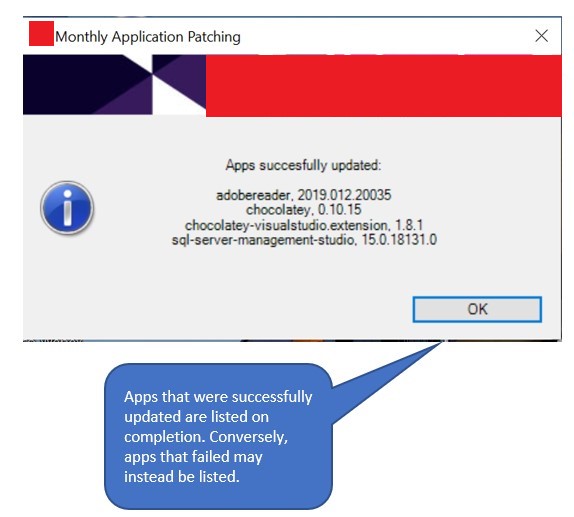 Monthly Application Patching
Apps succesfully updated:
adobereader, 2019.012.20035
chocolatey, 0.10.15
chocolatey-visualstudio.extension, 1.8.1
sql-server-management-studio, 15.0.18131.0
OK
Apps that were successfully
updated are listed on
completion. Conversely,
apps that failed may
instead be listed.